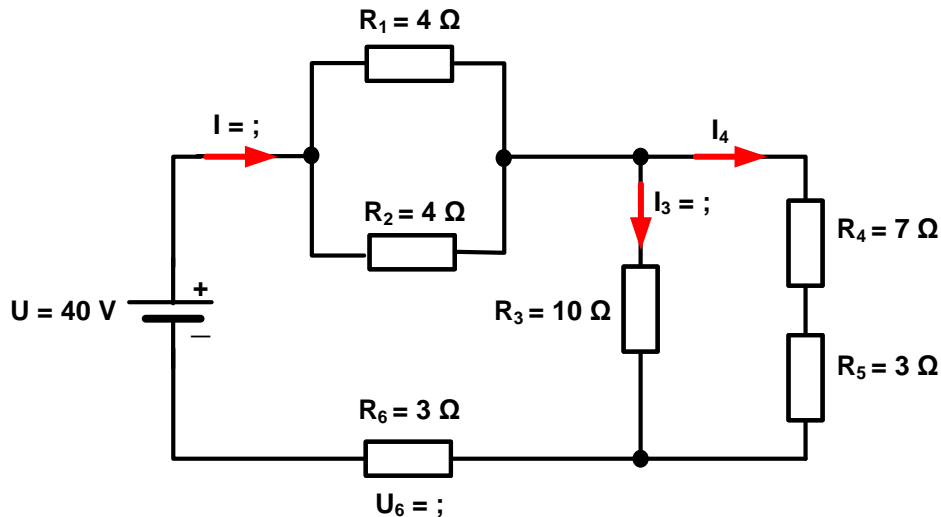 R₁ = 4 Ω
I = ;
I₄
R₂ = 4 Ω
I₃ = ;
R₄ = 7 Ω
+
U = 40 V
R₃ = 10 Ω
_
R₅ = 3 Ω
R₆ = 3 Ω
U₆ = ;